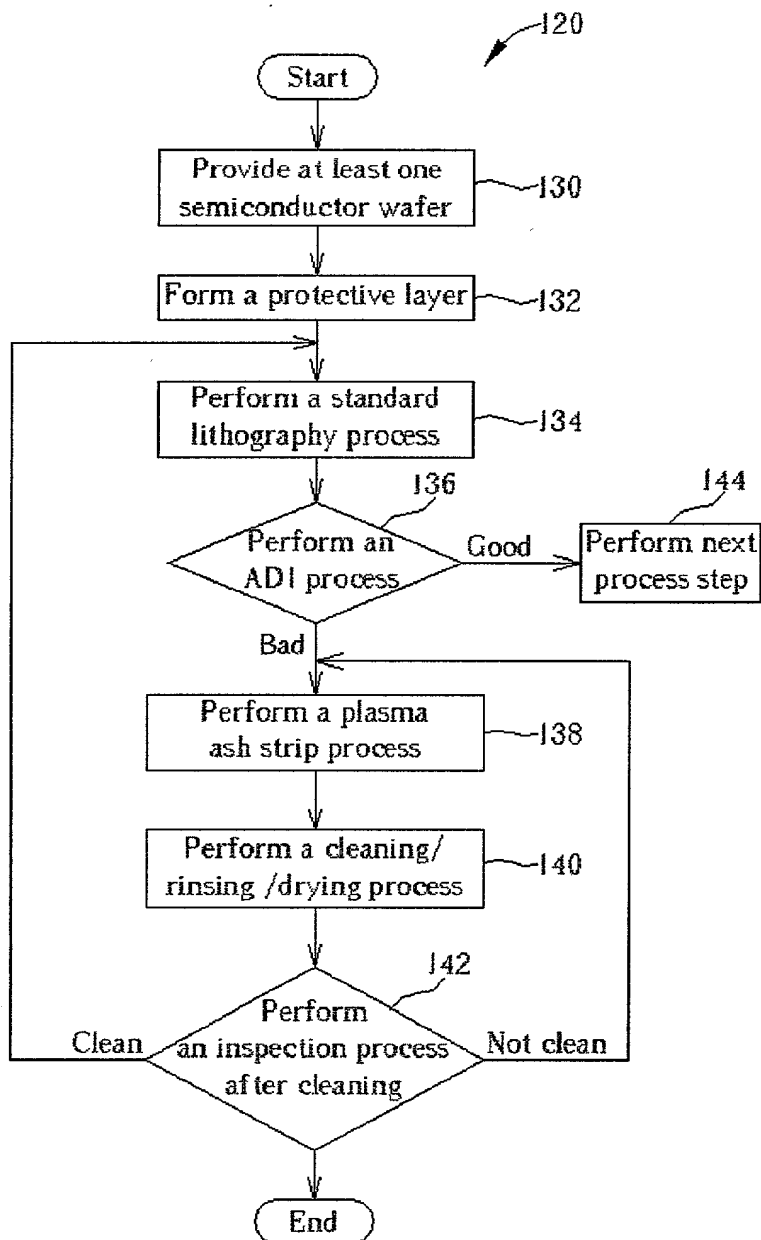 120
Start
Provide at least one
semiconductor wafer
130
Form a protective layer
132
Perform a standard
lithography process
134
136
Perform an
ADI process
Good
144
Perform next
process step
Bad
Perform a plasma
ash strip process
138
Perform a cleaning/
rinsing /drying process
140
142
Perform
an inspection process
after cleaning
Clean
Not clean
End